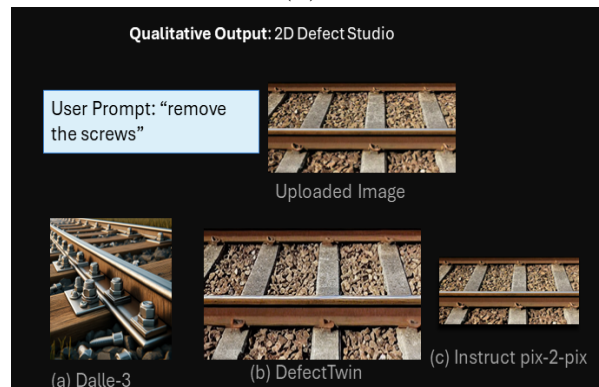 Qualitative Output: 2D Defect Studio
User Prompt: “remove
the screws”
Uploaded Image
(a) Dalle-3
(b) DefectTwin
(c) Instruct pix-2-pix